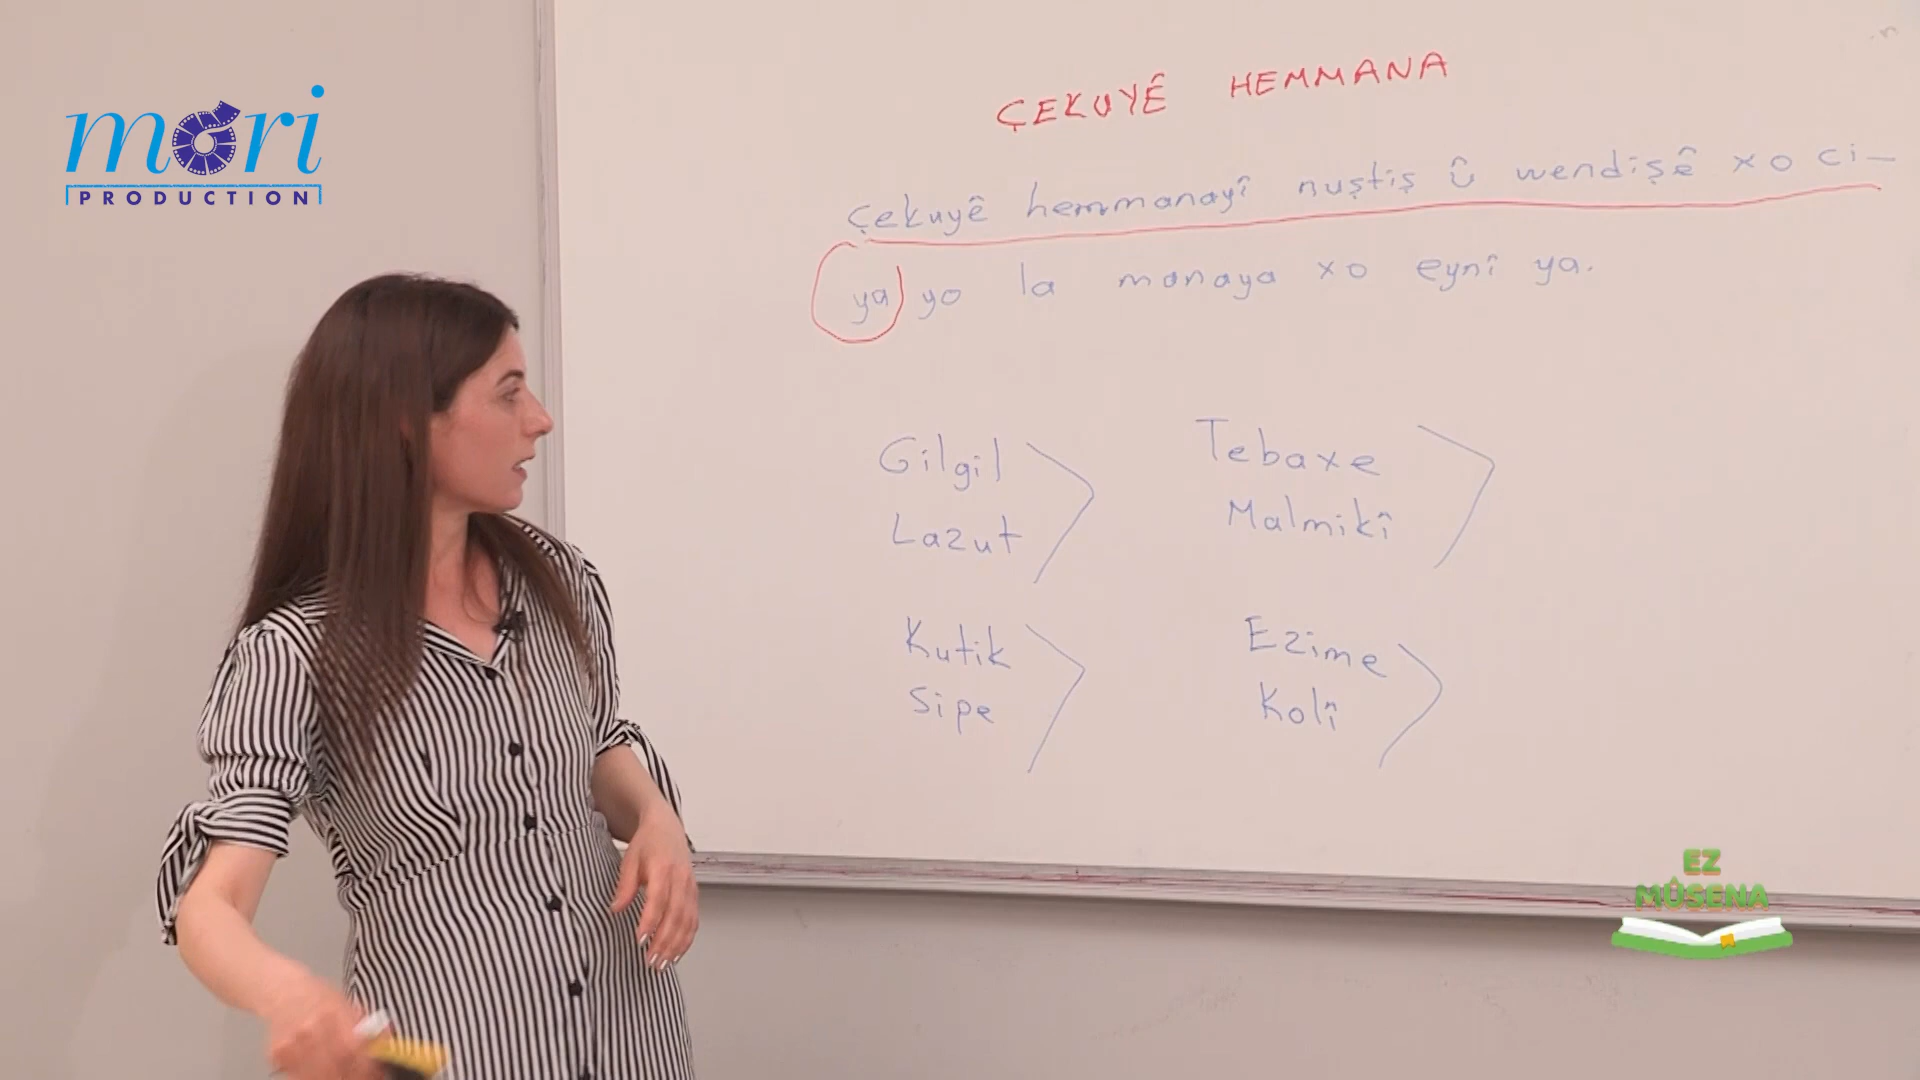 mori
PRODUCTION
ÇEKUYÊ HEMMANA
Çekuyê hemmanayî nuştiş û wendişê xo ci-
ya yo la manaya xo eynî ya.
Gilgil
Lazut
Tebaxe
Malmikî
Kutik
Sipe
Ezime
Kolî
EZ
MÛSENA